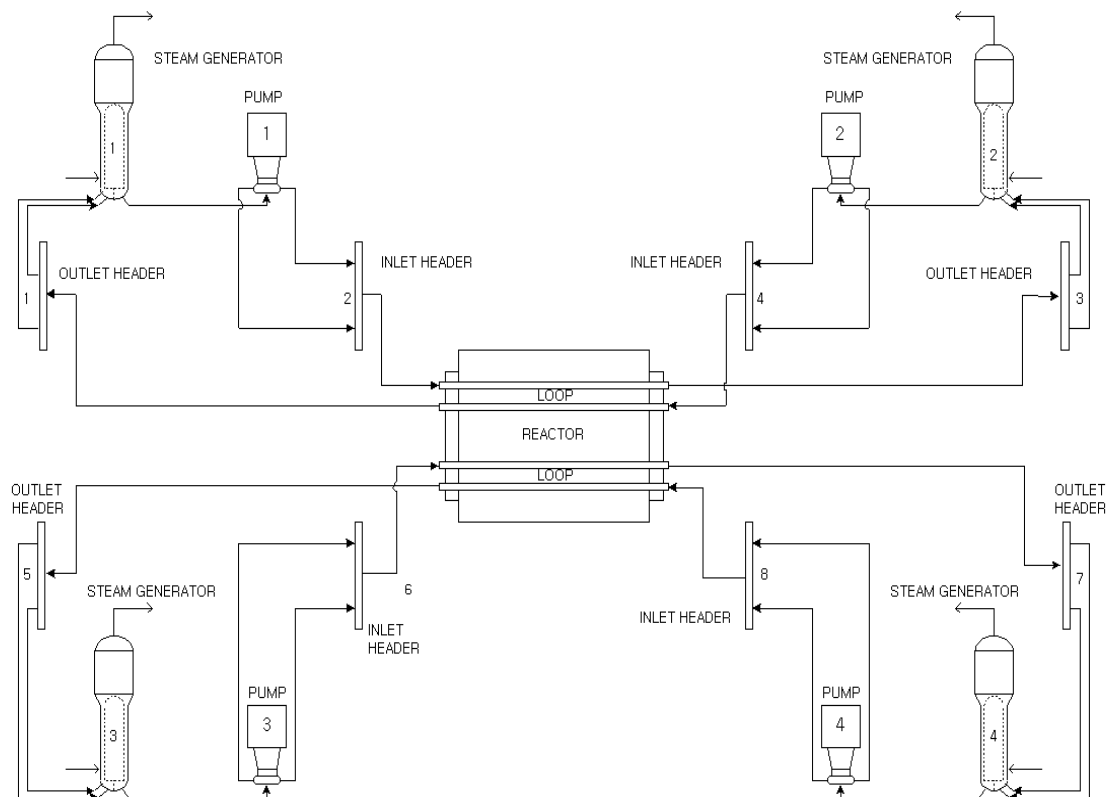 STEAM GENERATOR
STEAM GENERATOR
PUMP
PUMP
1
2
1
2
OUTLET HEADER
INLET HEADER
INLET HEADER
OUTLET HEADER
1
2
4
3
LOOP
REACTOR
LOOP
OUTLET
HEADER
OUTLET
HEADER
5
6
8
7
STEAM GENERATOR
STEAM GENERATOR
INLET HEADER
INLET
HEADER
PUMP
PUMP
3
4
3
4